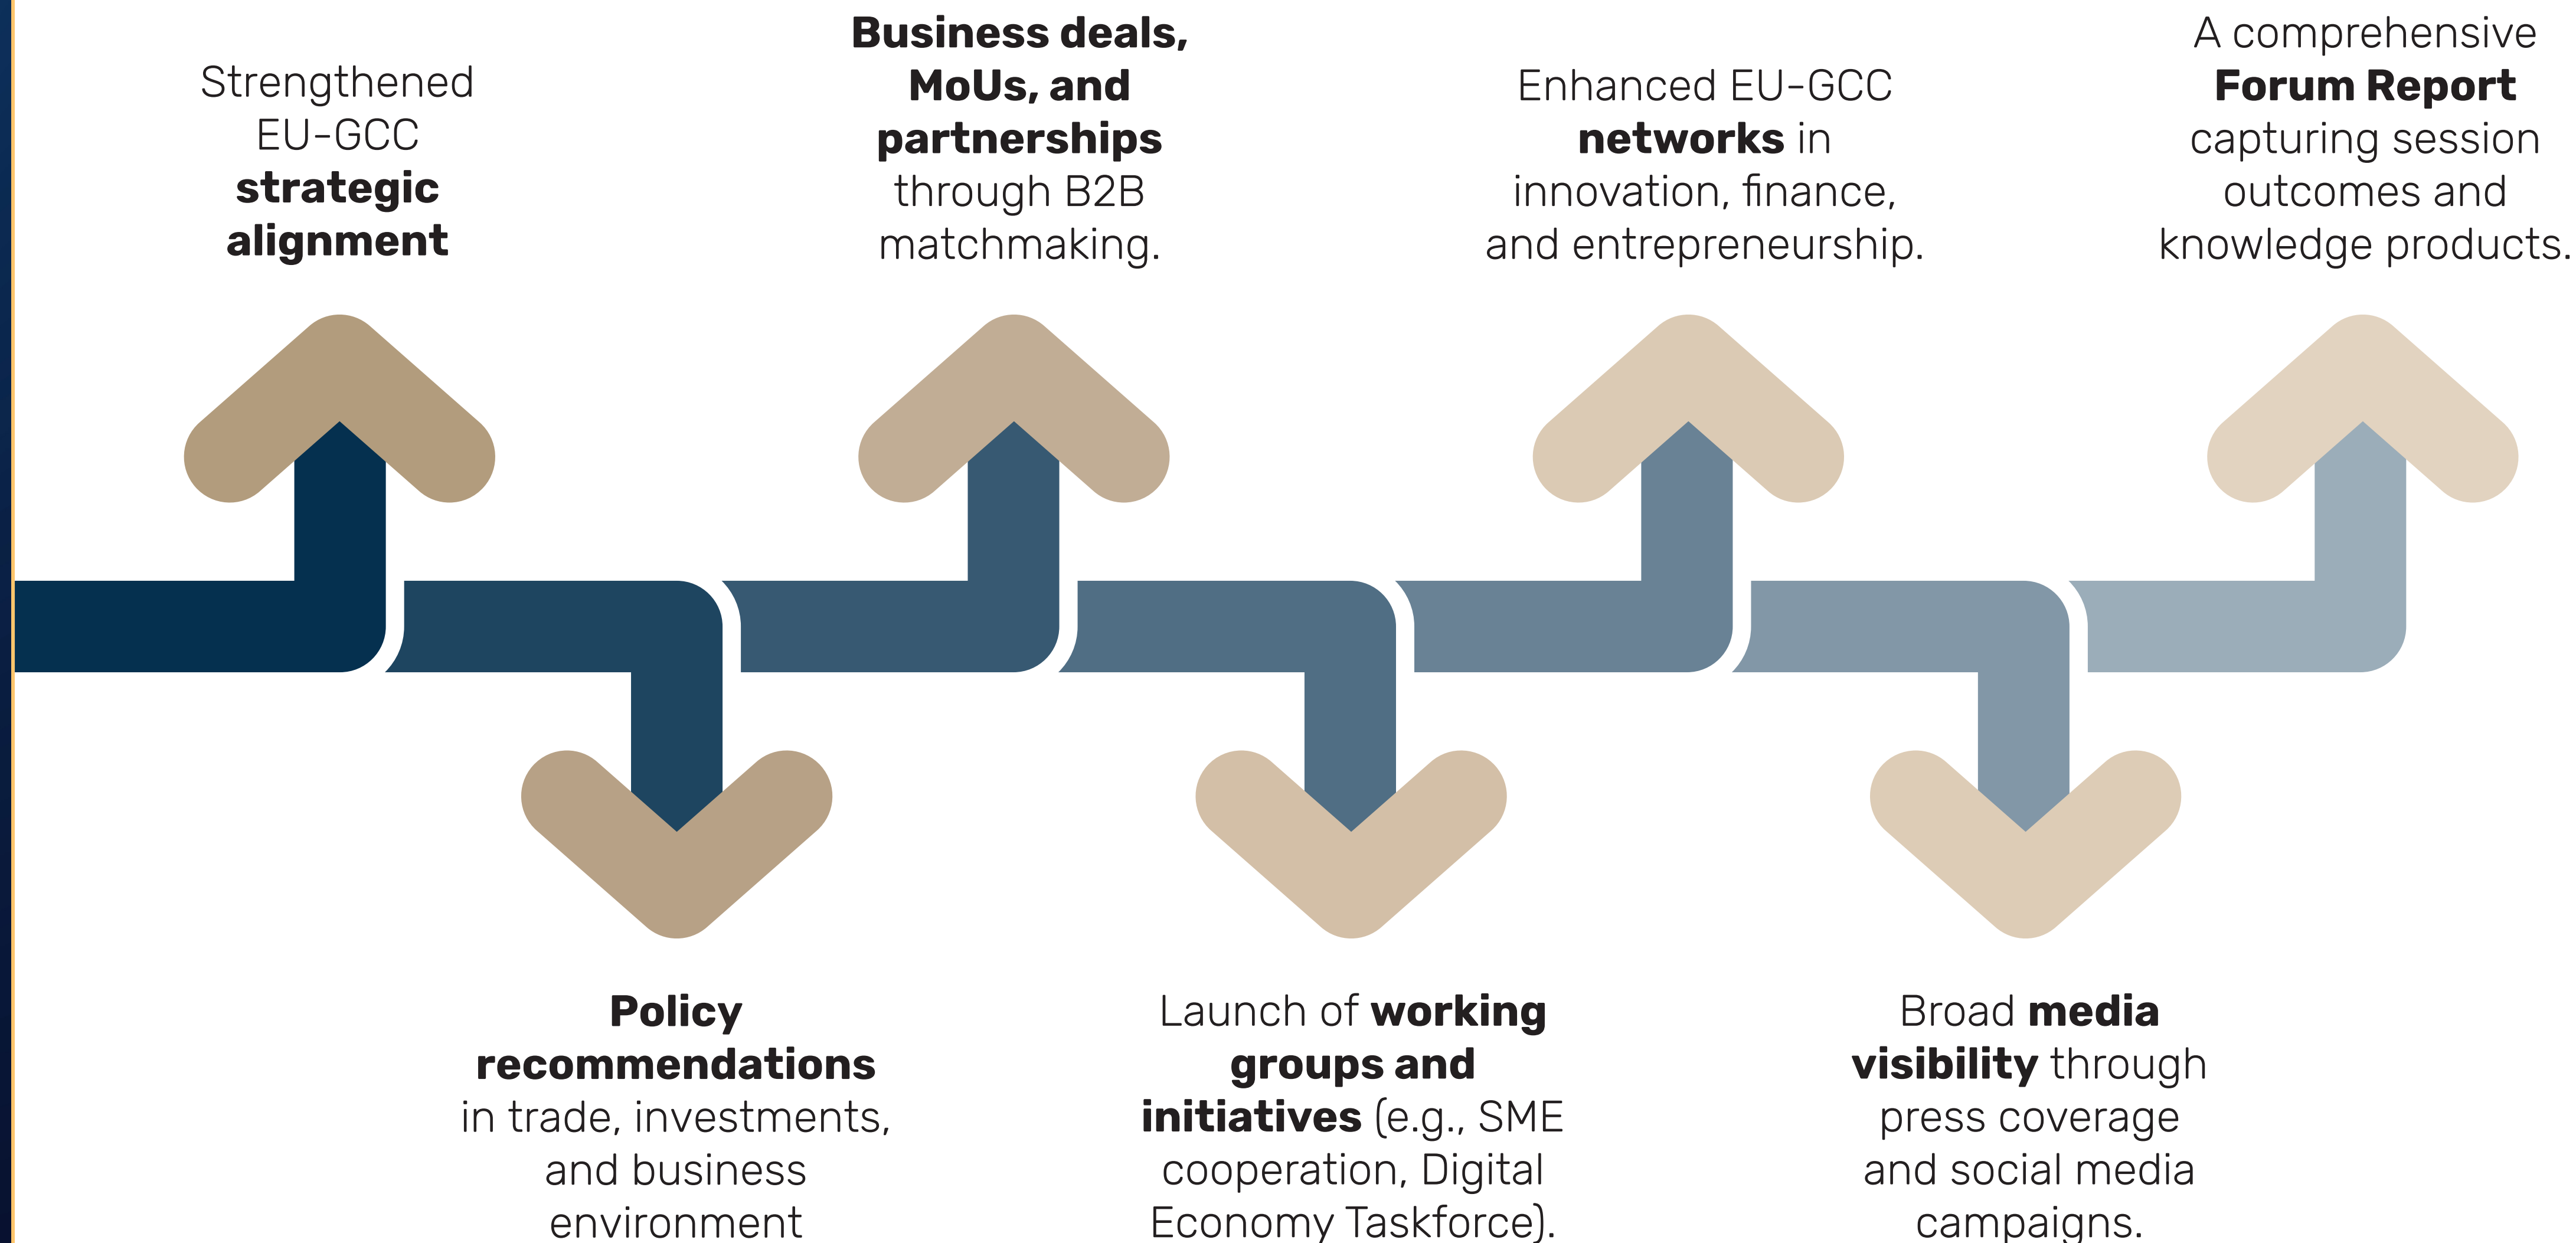 Strengthened
EU-GCC
strategic
alignment
Policy
recommendations
in trade, investments,
and business
environment
Business deals,
MoUs, and
partnerships
through B2B
matchmaking.
Launch of working
groups and
initiatives (e.g., SME
cooperation, Digital
Economy Taskforce).
Enhanced EU-GCC
networks in
innovation, finance,
and entrepreneurship.
Broad media
visibility through
press coverage
and social media
campaigns.
A comprehensive
Forum Report
capturing session
outcomes and
knowledge products.